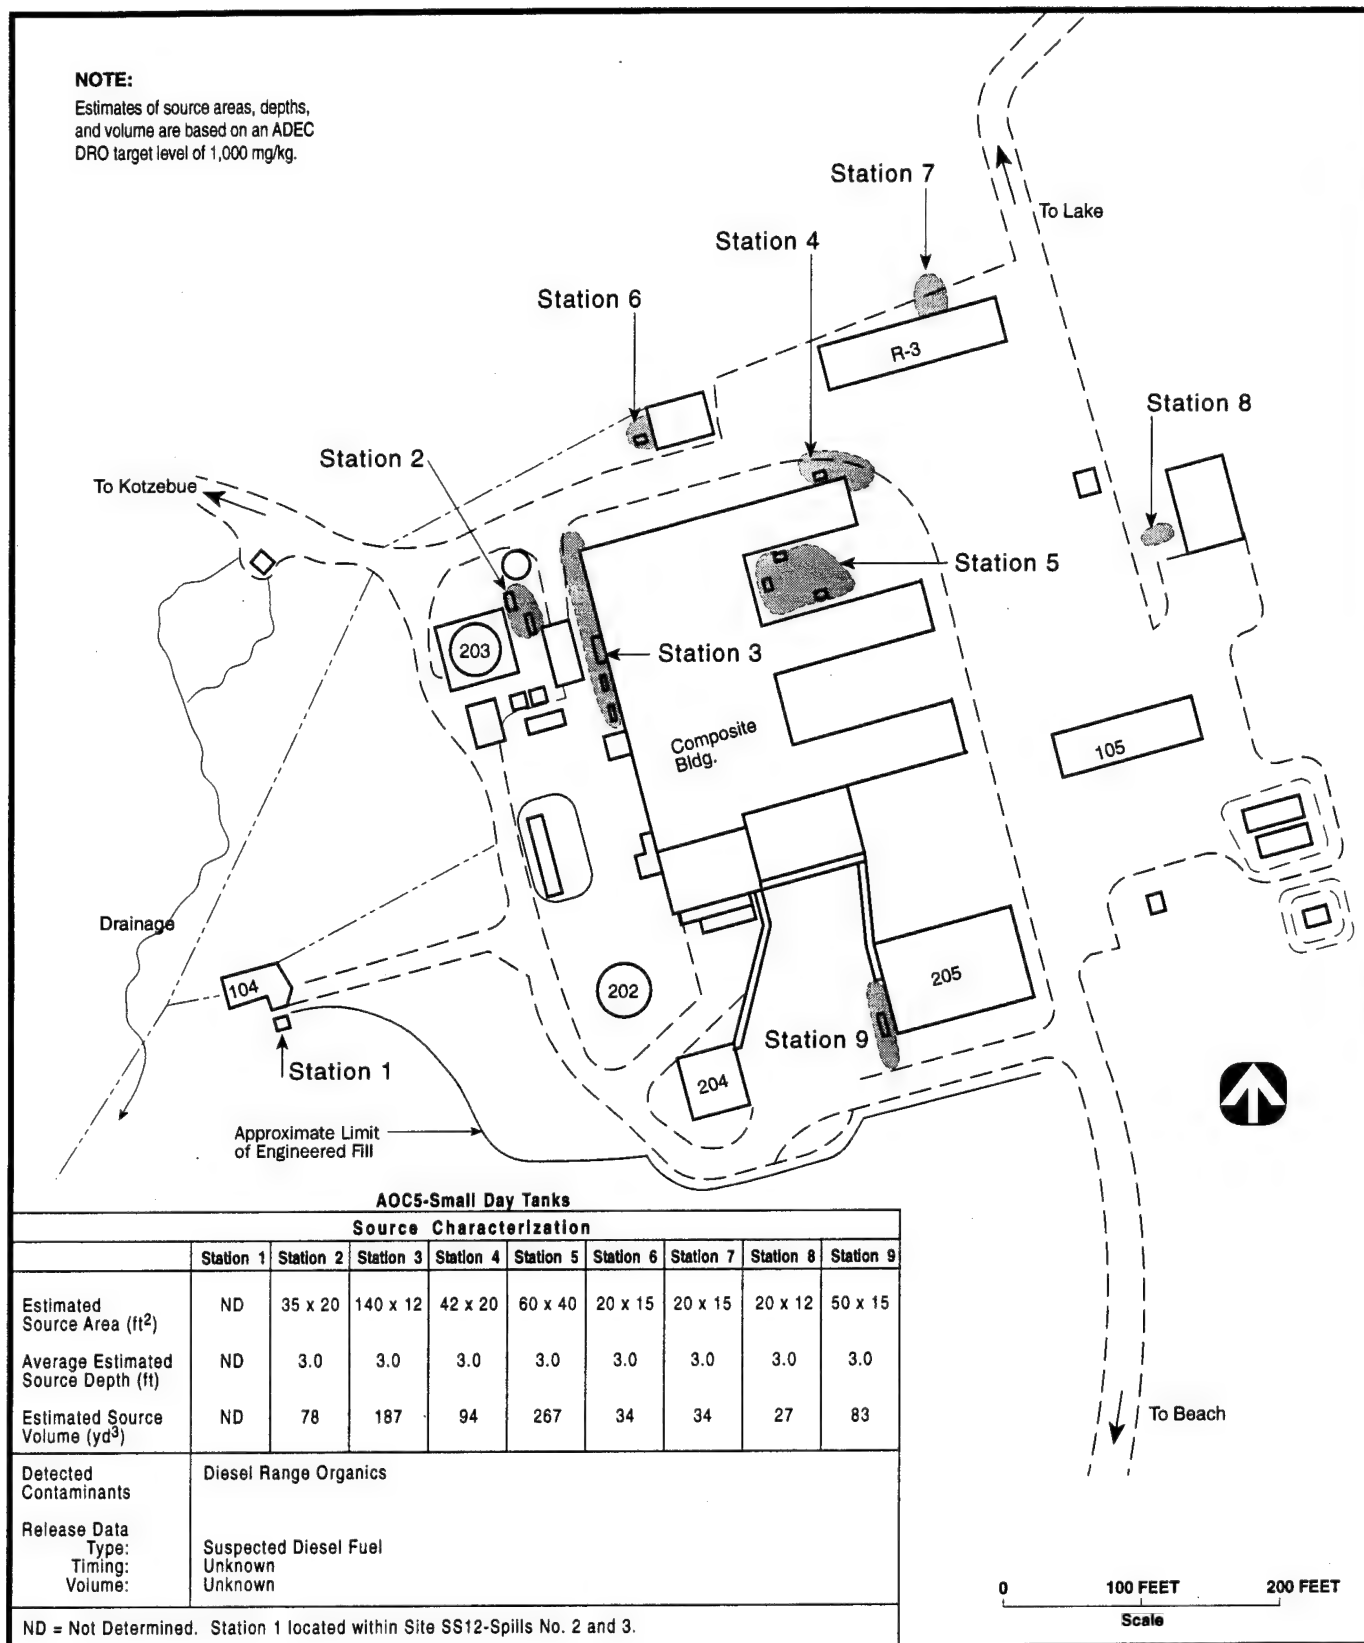 NOTE:
Estimates of source areas, depths,
and volume are based on an ADEC
DRO target level of 1,000 mg/kg.
Station 7
To Lake
Station 4
Station 6
R-3
Station 8
Station 2
To Kotzebue
Station 5
203
Station 3
Composite
Bldg.
105
Drainage
104
202
205
Station 9
Station 1
204
Approximate Limit
of Engineered Fill
To Beach
AOC5-Small Day Tanks
Source Characterization
Station 1 Station 2 Station 3 Station 4 Station 5 Station 6 Station 7 Station 8 Station 9
Estimated
Source Area (ft²) ND 35 x 20 140 x 12 42 x 20 60 x 40 20 x 15 20 x 15 20 x 12 50 x 15
Average Estimated
Source Depth (ft) ND 3.0 3.0 3.0 3.0 3.0 3.0 3.0 3.0
Estimated Source
Volume (yd³) ND 78 187 94 267 34 34 27 83
Detected
Contaminants
Diesel Range Organics
Release Data
Type: Suspected Diesel Fuel
Timing: Unknown
Volume: Unknown
ND = Not Determined. Station 1 located within Site SS12-Spills No. 2 and 3.
0 100 FEET 200 FEET
Scale